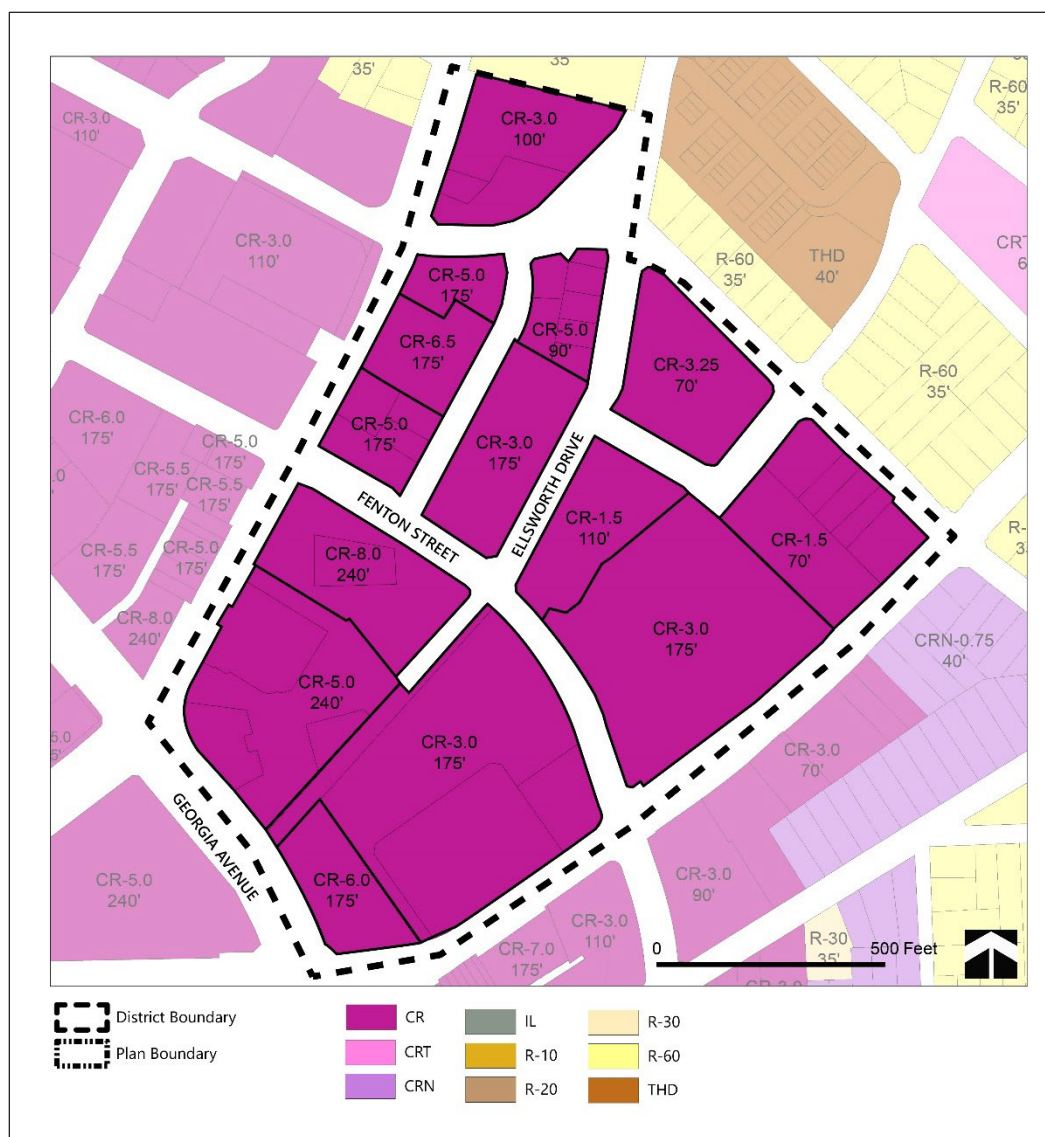 35'
35'
CR-3.0
110'
CR-3.0
100'
R-60
35'
CR-3.0
110'
R-60
35'
THD
40'
CRT
6
CR-5.0
175'
CR-5.0
90'
CR-6.5
175'
CR-3.25
70'
R-60
35'
CR-6.0
175'
CR-5.0
175'
CR-5.0
175'
CR-3.0
175'
CR-5.5
175'
CR-5.5
175'
.0
FENTON STREET
ELLSWORTH DRIVE
CR-1.5
110'
CR-1.5
70'
R-
3
CR-5.5
175'
CR-5.0
175'
CR-8.0
240'
CR-8.0
240'
CR-3.0
175'
CRN-0.75
40'
CR-5.0
240'
5.0
5'
CR-3.0
175'
CR-3.0
70'
GEORGIA AVENUE
CR-5.0
240'
CR-6.0
175'
CR-3.0
90'
CR-3.0
110'
CR-7.0
175'
R-30
35'
0 500 Feet
District Boundary
Plan Boundary
CR
CRT
CRN
IL
R-10
R-20
R-30
R-60
THD